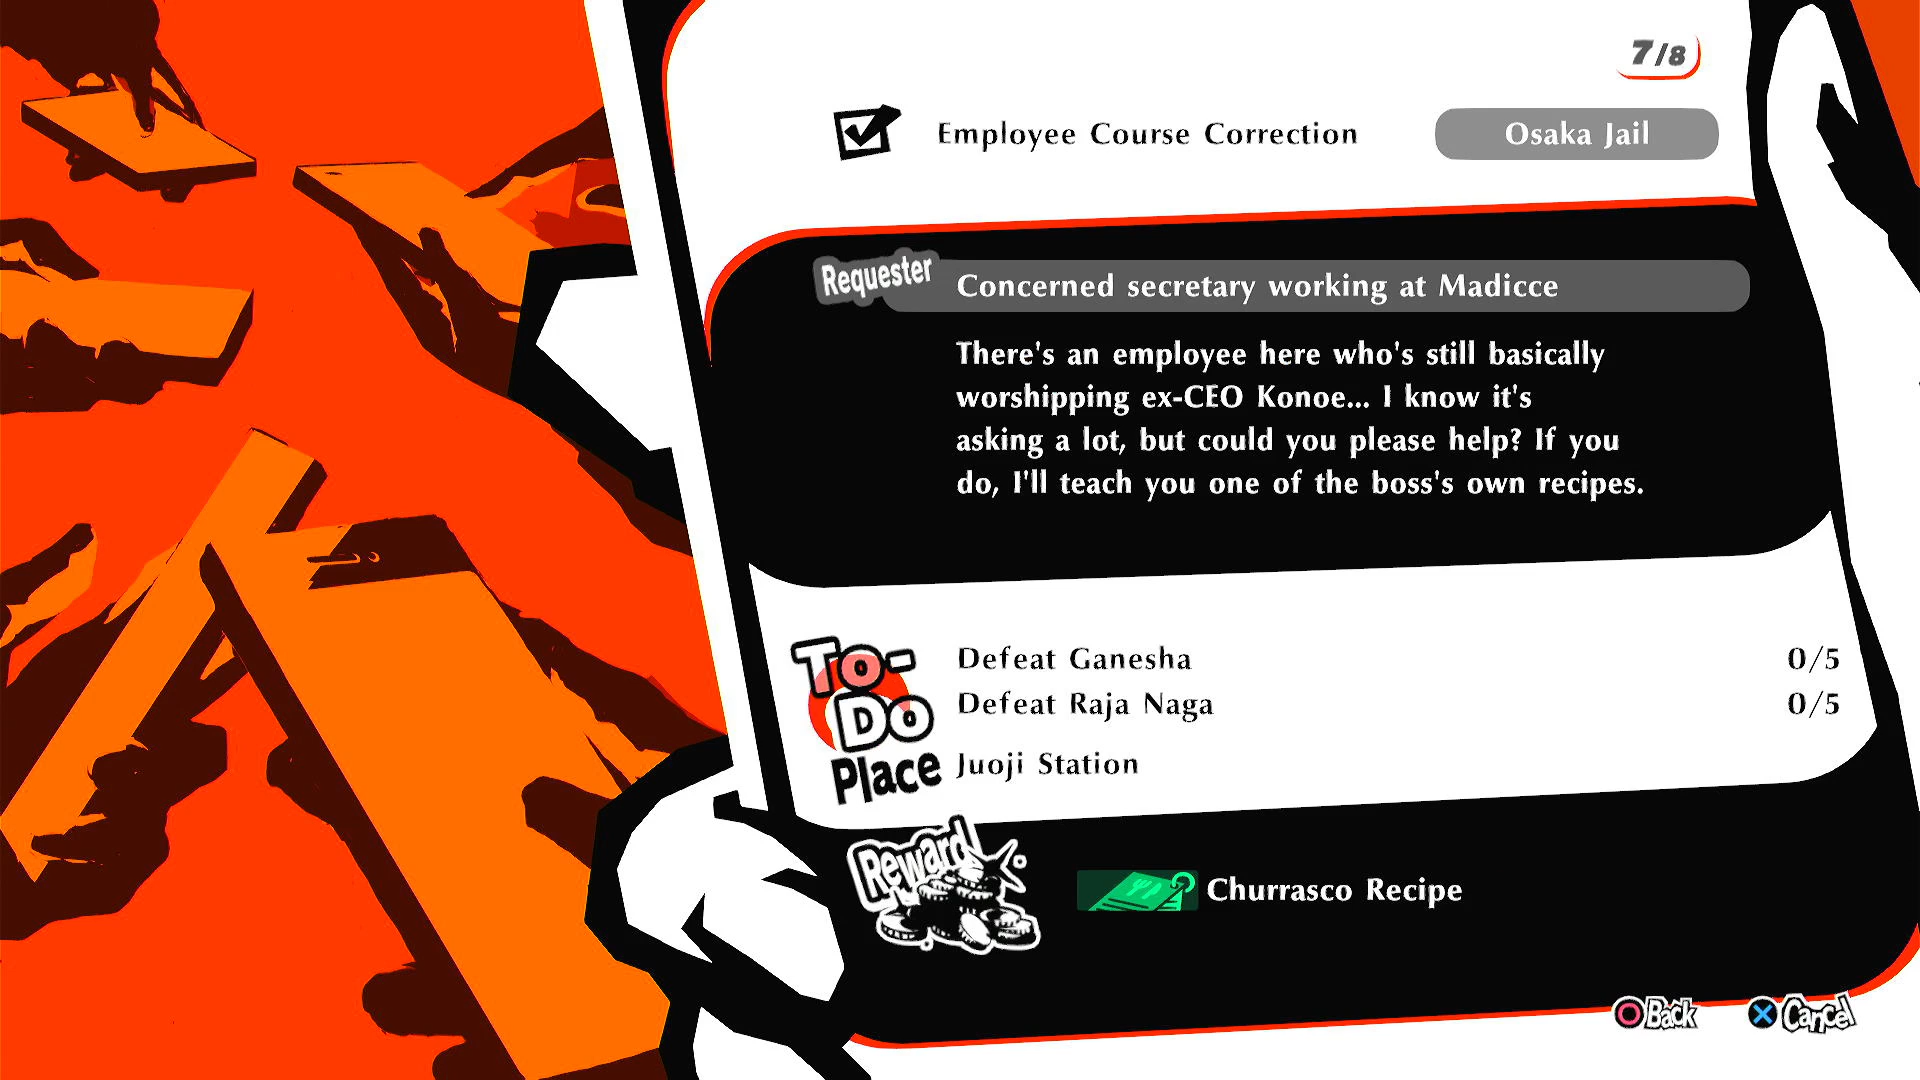 7/8
Employee Course Correction
Osaka Jail
Requester
Concerned secretary working at Madicce
There's an employee here who's still basically
worshipping ex-CEO Konoe... I know it's
asking a lot, but could you please help? If you
do, I'll teach you one of the boss's own recipes.
To-Do
Defeat Ganesha 0/5
Defeat Raja Naga 0/5
Place
Juoji Station
Reward
Churrasco Recipe
Back
Cancel